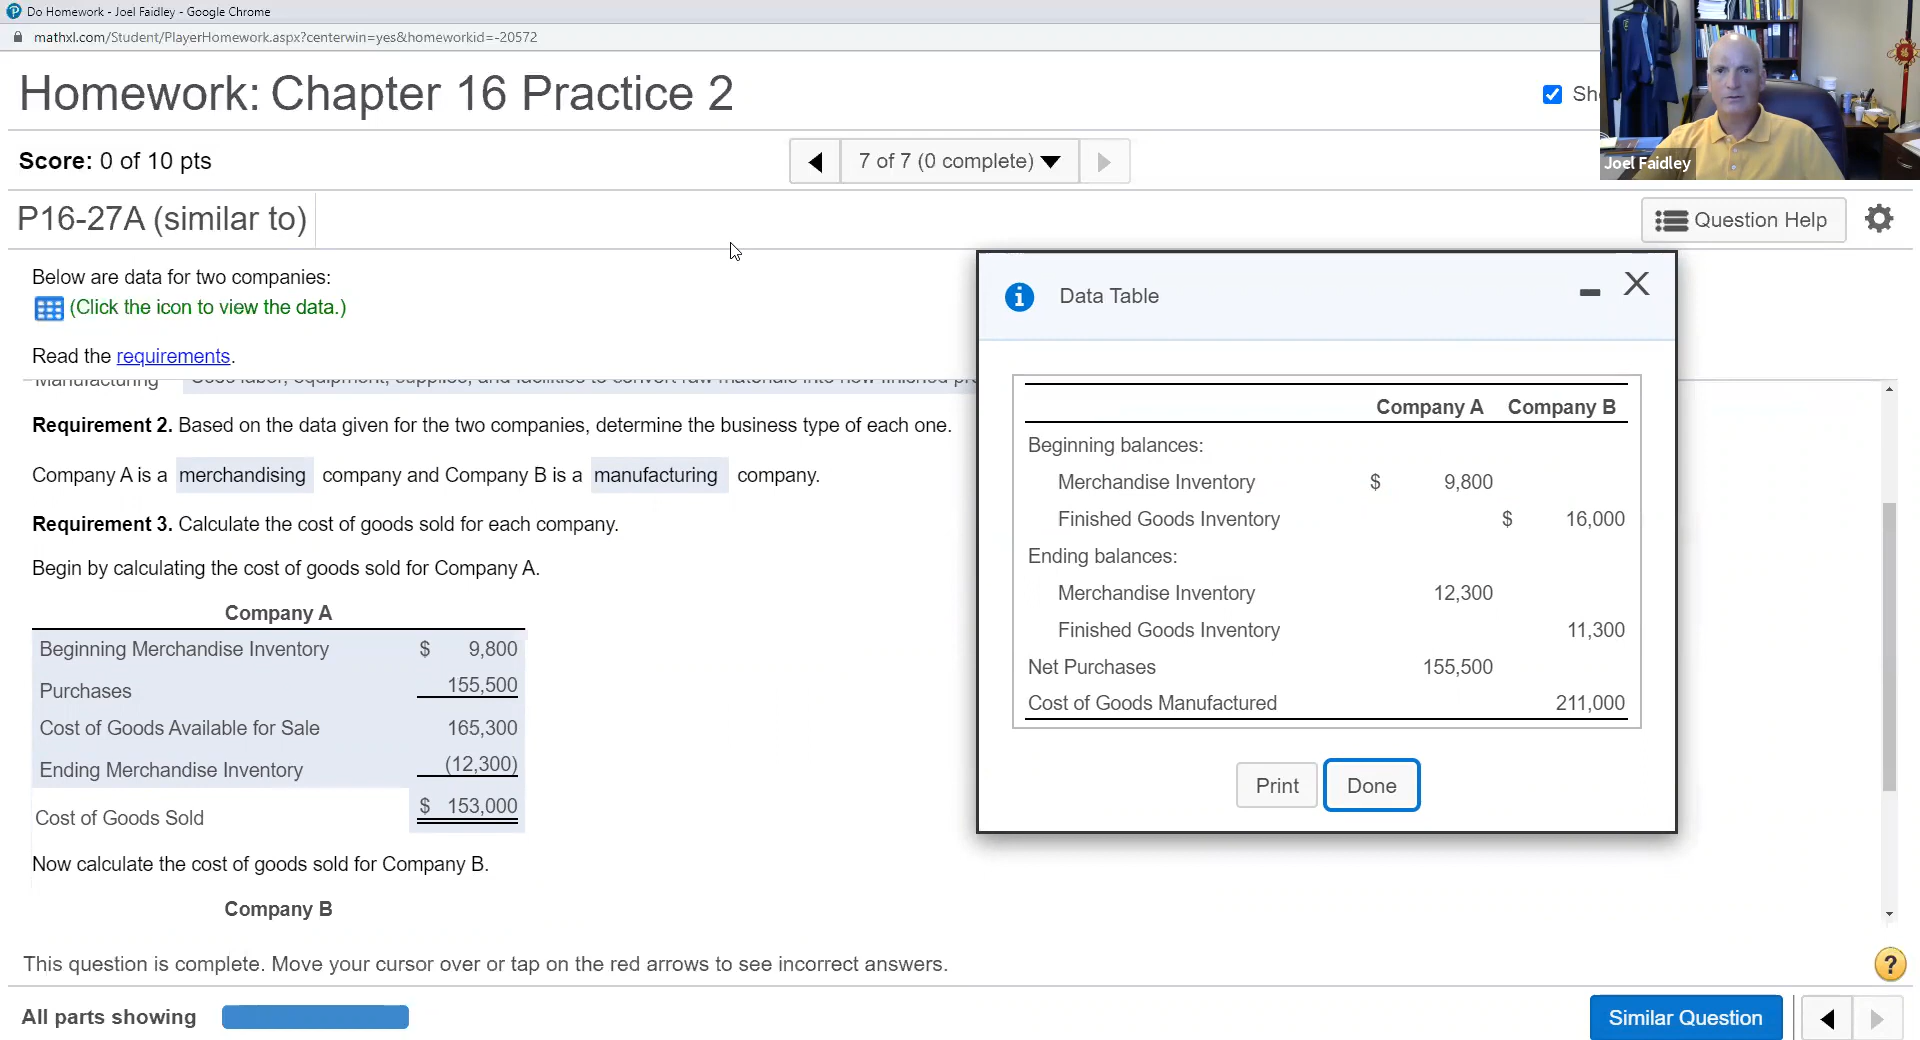 Do Homework - Joel Faidley - Google Chrome
mathxl.com/Student/PlayerHomework.aspx?centerwin=yes&homeworkid=-20572
Homework: Chapter 16 Practice 2
Joel Faidley
Score: 0 of 10 pts
7 of 7 (0 complete)
P16-27A (similar to)
Question Help
Below are data for two companies:
(Click the icon to view the data.)
Read the requirements.
Manufacturing
Requirement 2. Based on the data given for the two companies, determine the business type of each one.
Company A is a merchandising company and Company B is a manufacturing company.
Requirement 3. Calculate the cost of goods sold for each company.
Begin by calculating the cost of goods sold for Company A.
Company A
Beginning Merchandise Inventory $ 9,800
Purchases 155,500
Cost of Goods Available for Sale 165,300
Ending Merchandise Inventory (12,300)
Cost of Goods Sold $ 153,000
Now calculate the cost of goods sold for Company B.
Company B
Data Table
Company A Company B
Beginning balances:
Merchandise Inventory $ 9,800
Finished Goods Inventory $ 16,000
Ending balances:
Merchandise Inventory 12,300
Finished Goods Inventory 11,300
Net Purchases 155,500
Cost of Goods Manufactured 211,000
Print Done
This question is complete. Move your cursor over or tap on the red arrows to see incorrect answers.
?
All parts showing
Similar Question